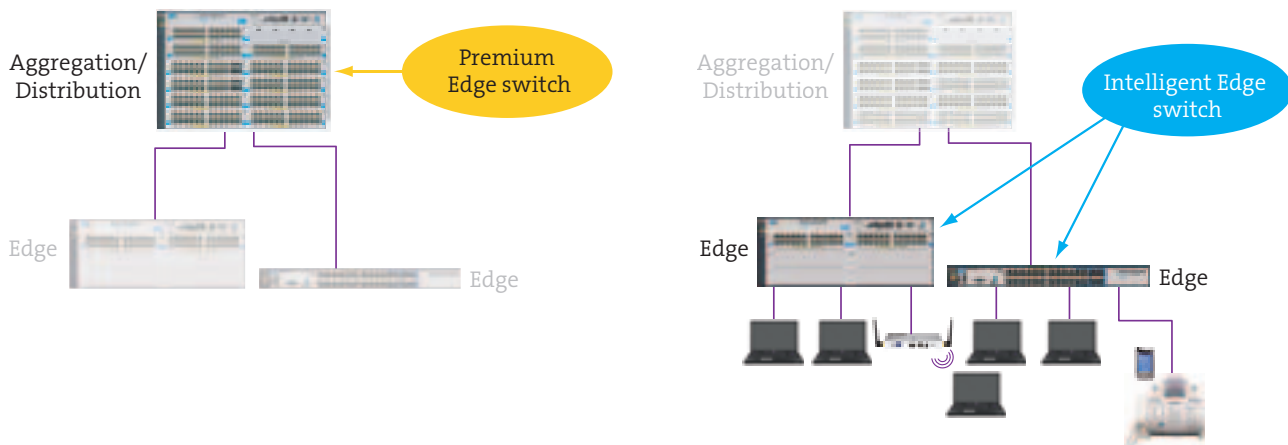 Aggregation/
Distribution
Premium
Edge switch
Edge
Edge
Aggregation/
Distribution
Intelligent Edge
switch
Edge
Edge